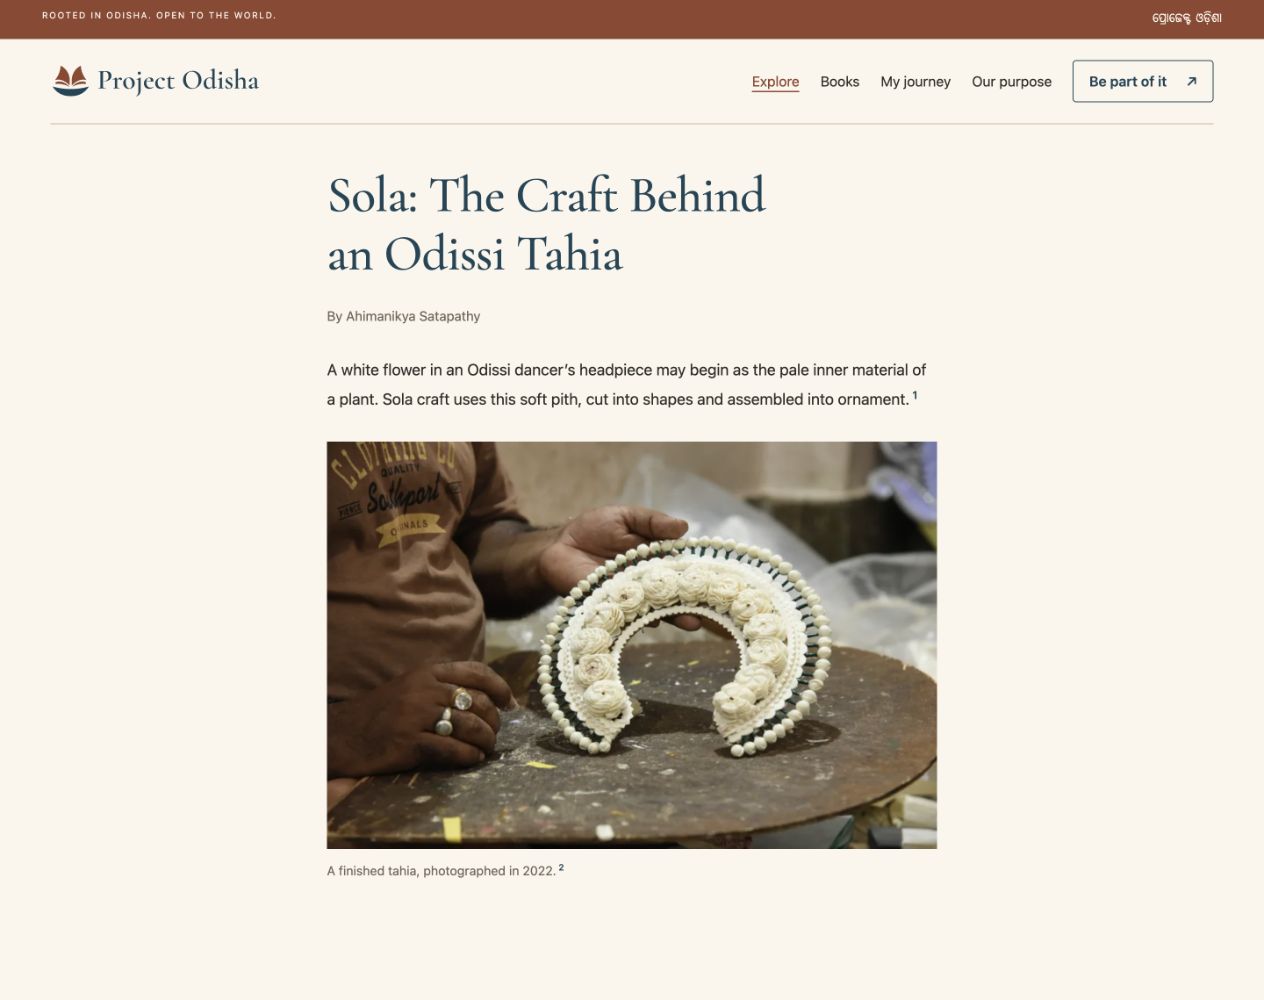 ROOTED IN ODISHA. OPEN TO THE WORLD.
ପ୍ରୋଜେକ୍ଟ ଓଡ଼ିଶା
Project Odisha
Explore
Books
My journey
Our purpose
Be part of it ↗
Sola: The Craft Behind
an Odissi Tahia
By Ahimanikya Satapathy
A white flower in an Odissi dancer’s headpiece may begin as the pale inner material of
a plant. Sola craft uses this soft pith, cut into shapes and assembled into ornament. 1
CLOTHING CO
QUALITY
Southport
A finished tahia, photographed in 2022. 2